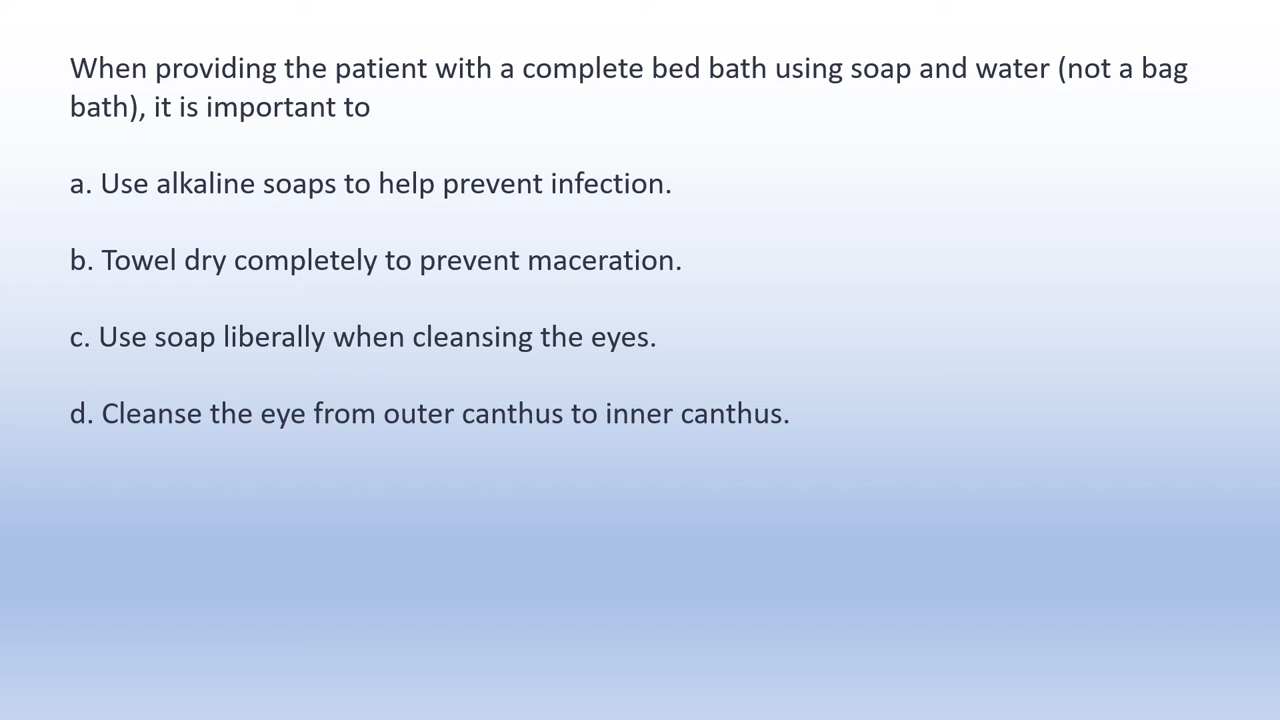 When providing the patient with a complete bed bath using soap and water (not a bag
bath), it is important to
a. Use alkaline soaps to help prevent infection.
b. Towel dry completely to prevent maceration.
c. Use soap liberally when cleansing the eyes.
d. Cleanse the eye from outer canthus to inner canthus.